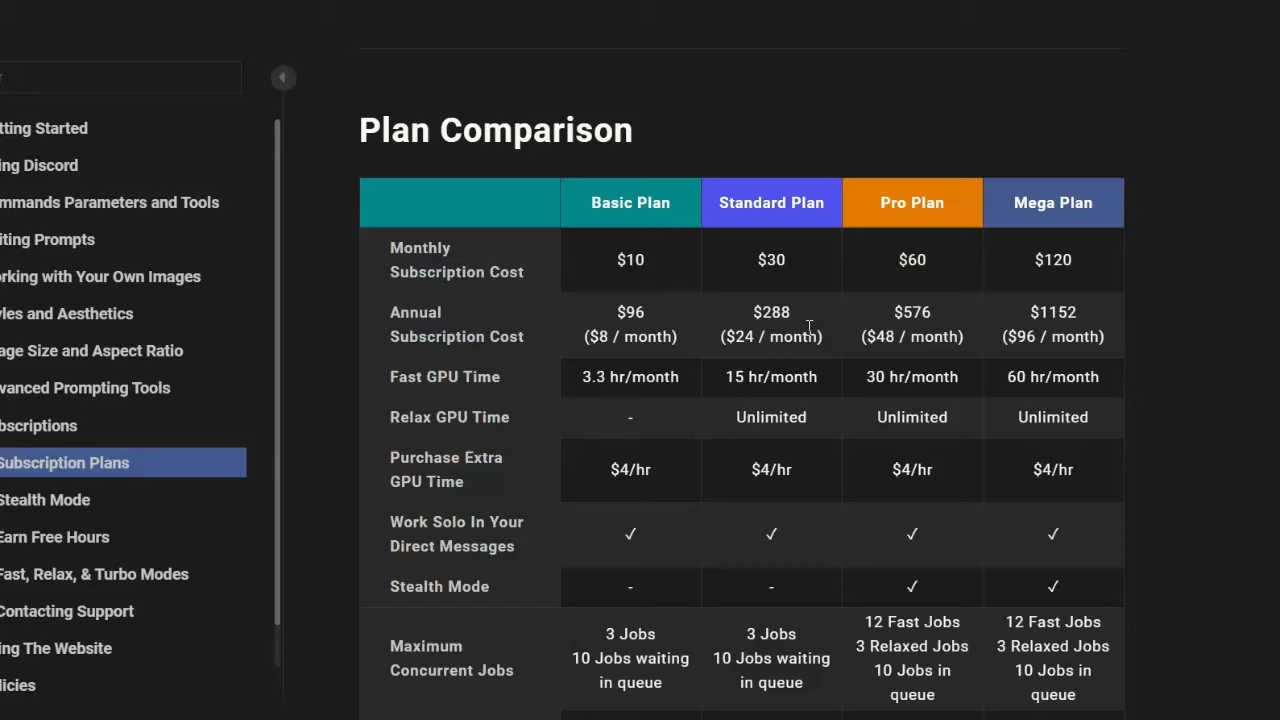 tting Started
ing Discord
mmands Parameters and Tools
iting Prompts
rking with Your Own Images
yles and Aesthetics
age Size and Aspect Ratio
vanced Prompting Tools
bscriptions
Subscription Plans
Stealth Mode
Earn Free Hours
Fast, Relax, & Turbo Modes
Contacting Support
ing The Website
licies
Plan Comparison
Basic Plan Standard Plan Pro Plan Mega Plan
Monthly
Subscription Cost
$10 $30 $60 $120
Annual
Subscription Cost
$96 $288 $576 $1152
($8 / month) ($24 / month) ($48 / month) ($96 / month)
Fast GPU Time 3.3 hr/month 15 hr/month 30 hr/month 60 hr/month
Relax GPU Time - Unlimited Unlimited Unlimited
Purchase Extra
GPU Time
$4/hr $4/hr $4/hr $4/hr
Work Solo In Your
Direct Messages
✓ ✓ ✓ ✓
Stealth Mode - - ✓ ✓
Maximum
Concurrent Jobs
3 Jobs
10 Jobs waiting
in queue
3 Jobs
10 Jobs waiting
in queue
12 Fast Jobs
3 Relaxed Jobs
10 Jobs in
queue
12 Fast Jobs
3 Relaxed Jobs
10 Jobs in
queue